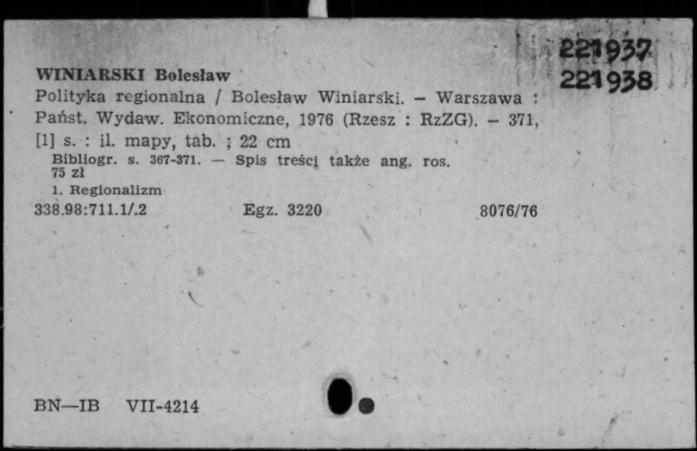 221937
221938
WINIARSKI Bolesław
Polityka regionalna / Bolesław Winiarski. — Warszawa :
Państ. Wydaw. Ekonomiczne, 1976 (Rzesz : RzZG). — 371,
[1] s. : il. mapy, tab. ; 22 cm
Bibliogr. s. 367-371. — Spis treści także ang. ros.
75 zł
1. Regionalizm
338.98:711.1/.2 Egz. 3220 8076/76
BN—IB VII-4214